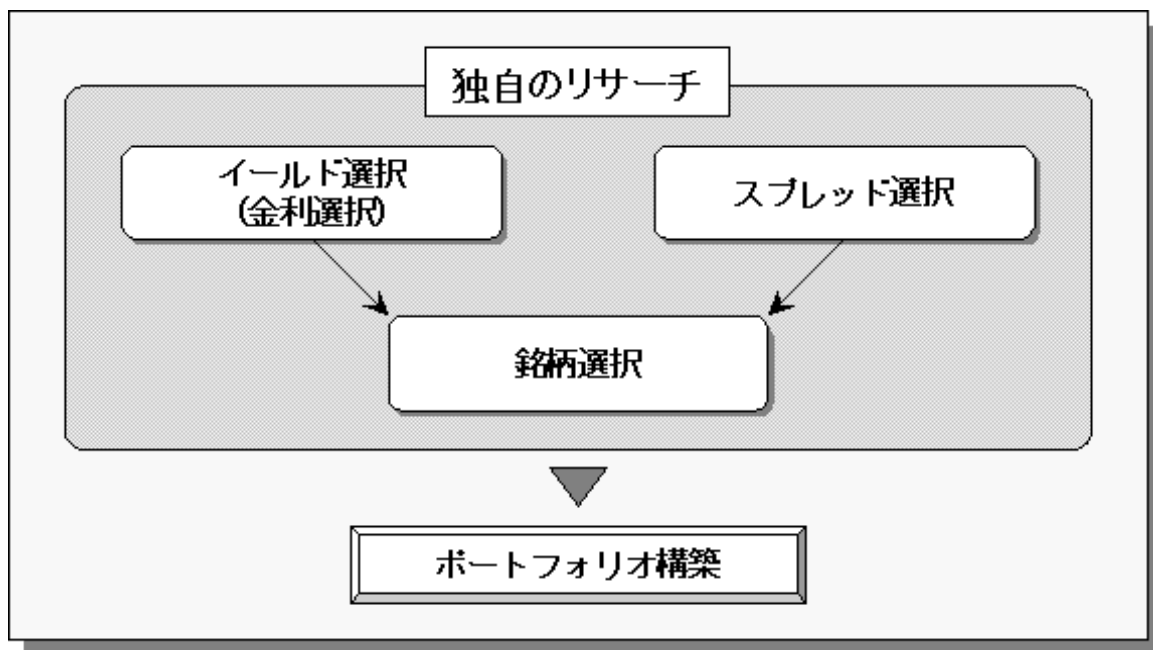 独自のリサーチ
イールド選択
(金利選択)
スプレッド選択
銘柄選択
ポートフォリオ構築